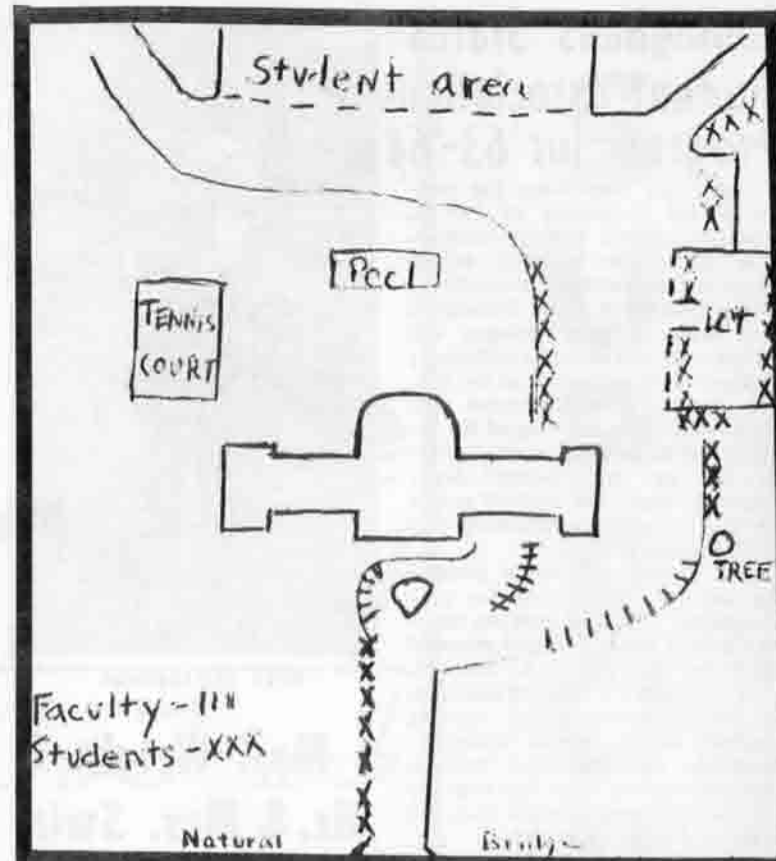 Student area
Pool
TENNIS
COURT
Lot
TREE
Faculty - III
Students - XXX
Natural Bridge